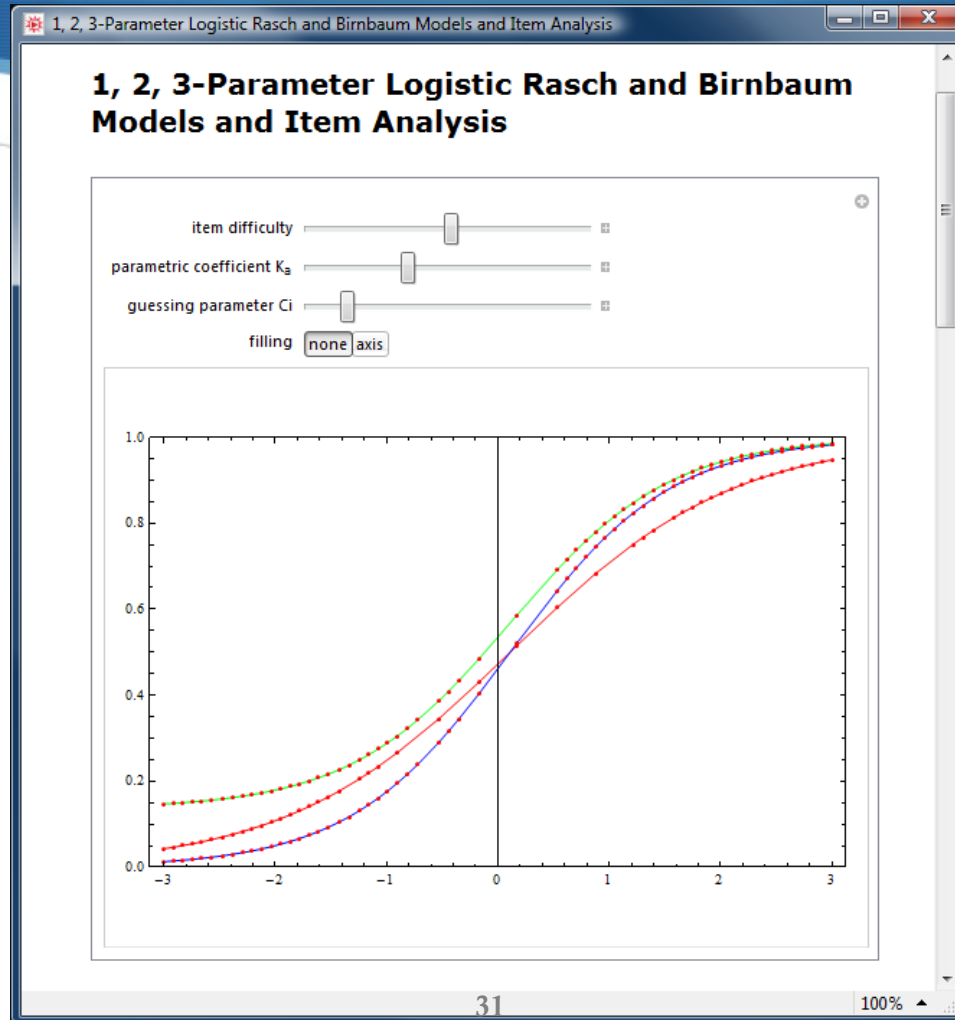 1, 2, 3-Parameter Logistic Rasch and Birnbaum Models and Item Analysis
1, 2, 3-Parameter Logistic Rasch and Birnbaum
Models and Item Analysis
item difficulty
parametric coefficient Ka
guessing parameter Ci
filling none axis
1.0
0.8
0.6
0.4
0.2
0.0
-3 -2 -1 0 1 2 3
31 100%